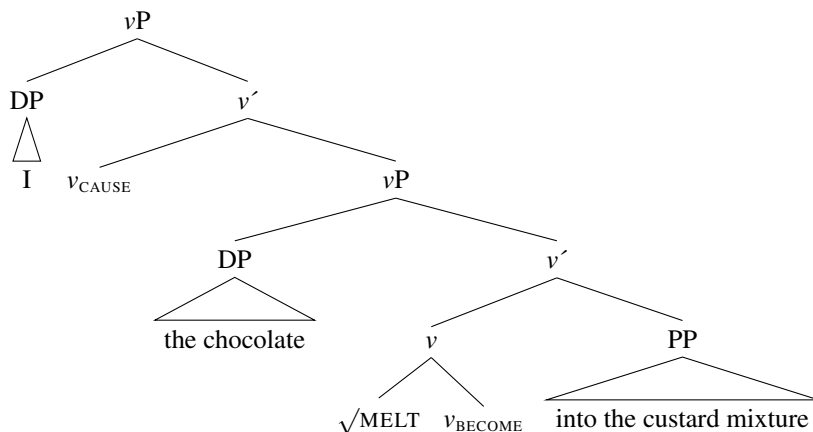 vP
DP v′
I vCAUSE vP
DP v′
the chocolate v PP
√MELT vBECOME into the custard mixture